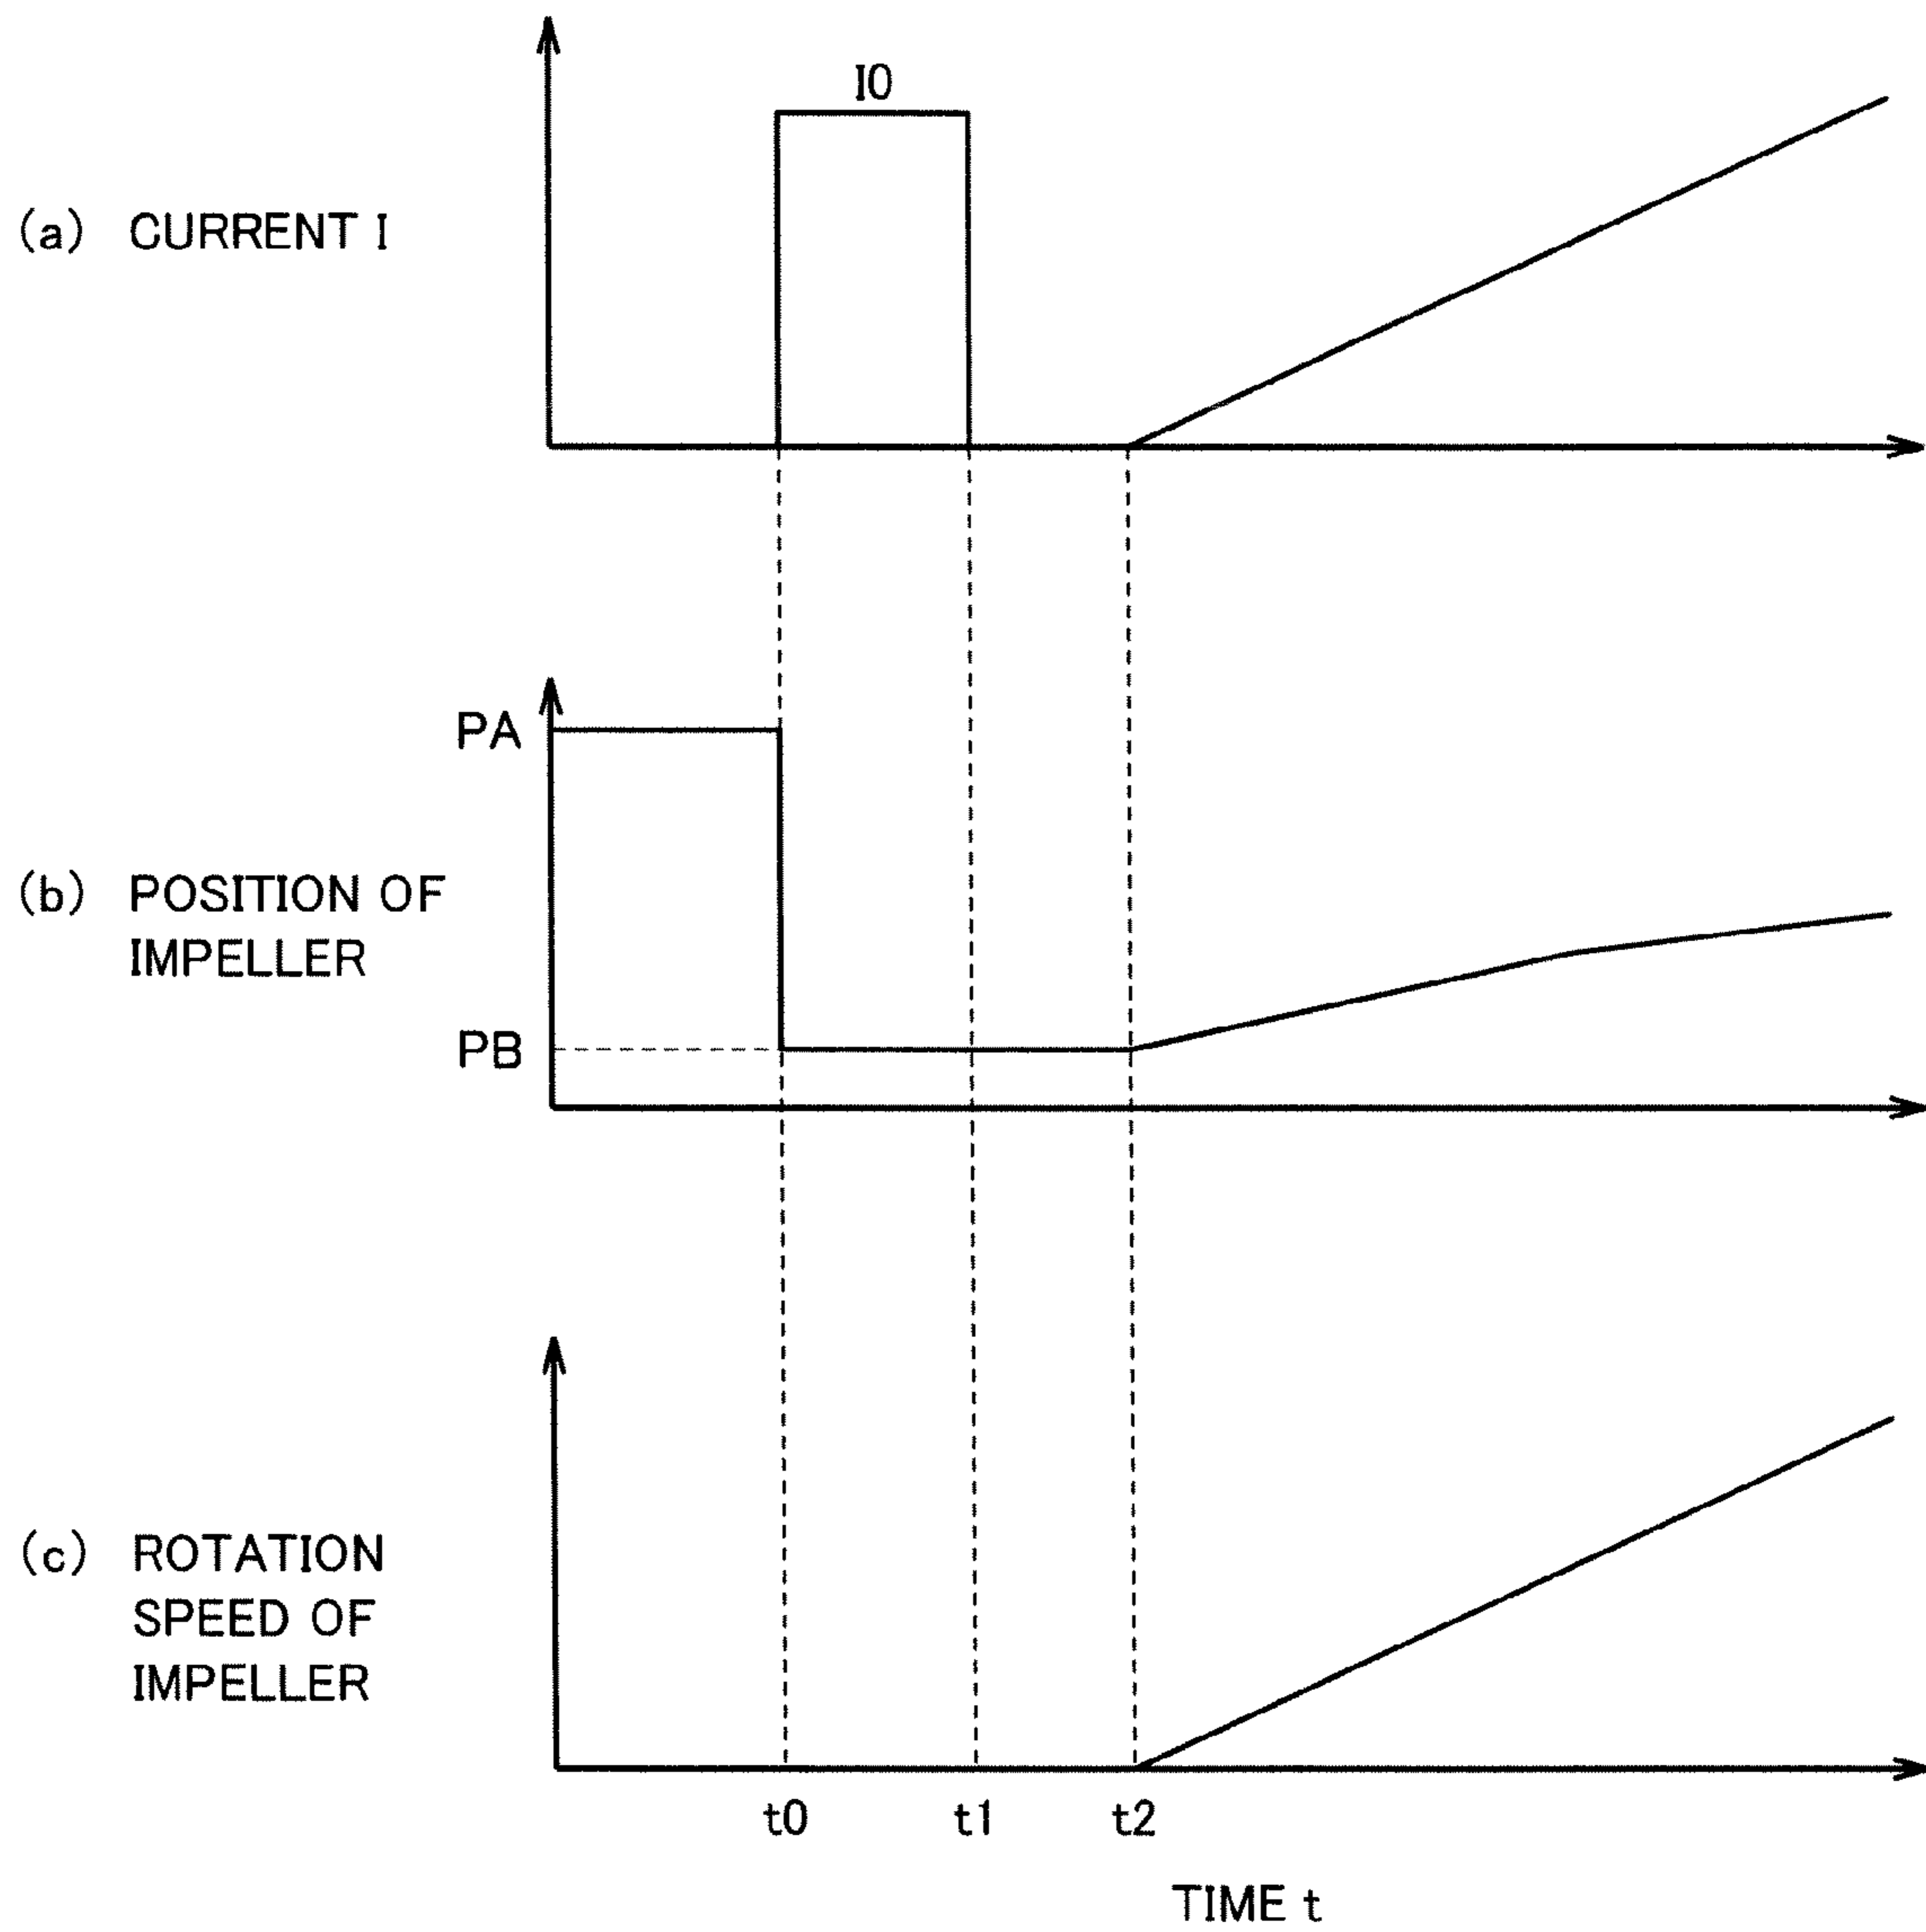 I0
(a) CURRENT I
PA
(b) POSITION OF
IMPELLER
PB
(c) ROTATION
SPEED OF
IMPELLER
t0 t1 t2
TIME t